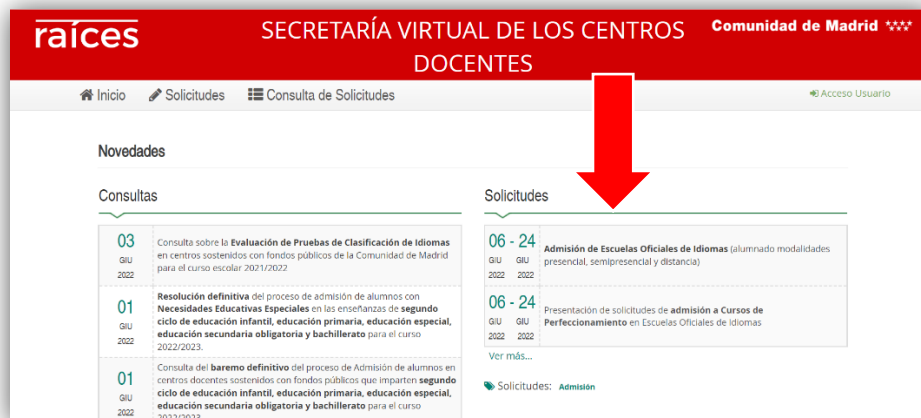 raíces
SECRETARÍA VIRTUAL DE LOS CENTROS
DOCENTES
Comunidad de Madrid
Inicio
Solicitudes
Consulta de Solicitudes
Acceso Usuario
Novedades
Consultas
03
GIU
2022
Consulta sobre la Evaluación de Pruebas de Clasificación de Idiomas
en centros sostenidos con fondos públicos de la Comunidad de Madrid
para el curso escolar 2021/2022
01
GIU
2022
Resolución definitiva del proceso de admisión de alumnos con
Necesidades Educativas Especiales en las enseñanzas de segundo
ciclo de educación infantil, educación primaria, educación especial,
educación secundaria obligatoria y bachillerato para el curso
2022/2023.
01
GIU
2022
Consulta del baremo definitivo del proceso de Admisión de alumnos en
centros docentes sostenidos con fondos públicos que imparten segundo
ciclo de educación infantil, educación primaria, educación especial,
educación secundaria obligatoria y bachillerato para el curso
2022/2023
Solicitudes
06 - 24
GIU GIU
2022 2022
Admisión de Escuelas Oficiales de Idiomas (alumnado modalidades
presencial, semipresencial y distancia)
06 - 24
GIU GIU
2022 2022
Presentación de solicitudes de admisión a Cursos de
Perfeccionamiento en Escuelas Oficiales de Idiomas
Ver más...
Solicitudes: Admisión